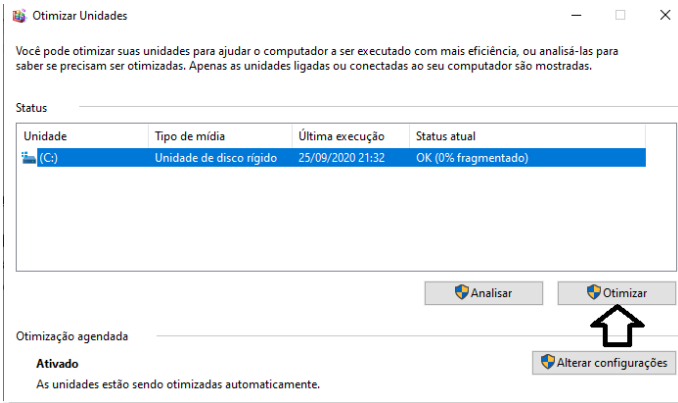 Otimizar Unidades
Você pode otimizar suas unidades para ajudar o computador a ser executado com mais eficiência, ou analisá-las para
saber se precisam ser otimizadas. Apenas as unidades ligadas ou conectadas ao seu computador são mostradas.
Status
Unidade Tipo de mídia Última execução Status atual
(C:) Unidade de disco rígido 25/09/2020 21:32 OK (0% fragmentado)
Analisar Otimizar
Otimização agendada
Ativado Alterar configurações
As unidades estão sendo otimizadas automaticamente.